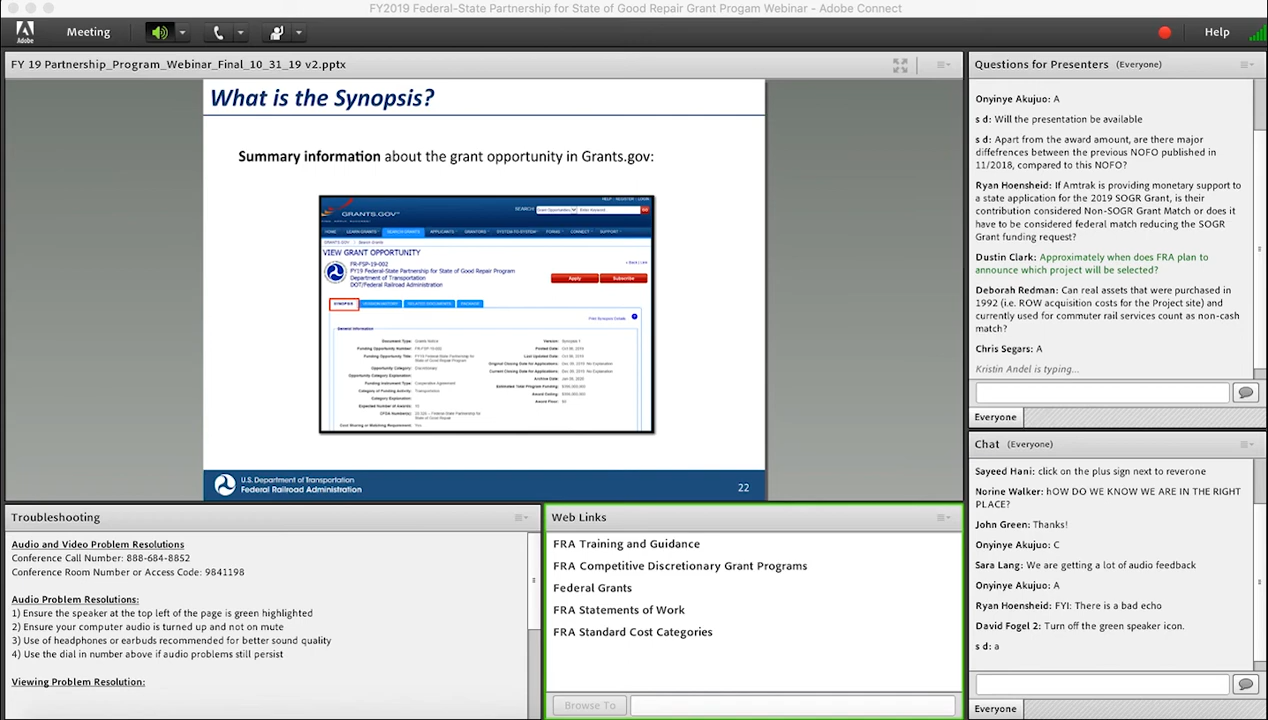 FY2019 Federal-State Partnership for State of Good Repair Grant Progam Webinar - Adobe Connect
Adobe
Meeting
Help
FY 19 Partnership_Program_Webinar_Final_10_31_19 v2.pptx
What is the Synopsis?
Summary information about the grant opportunity in Grants.gov:
GRANTS.GOV
VIEW GRANT OPPORTUNITY
FR-FSP-19-002
FY19 Federal-State Partnership for State of Good Repair Program
Department of Transportation
DOT/Federal Railroad Administration
Apply
Subscribe
SYNOPSIS
General Information
U.S. Department of Transportation
Federal Railroad Administration
22
Questions for Presenters (Everyone)
Onyinye Akujuo: A
s d: Will the presentation be available
s d: Apart from the award amount, are there major
diffefrences between the previous NOFO published in
11/2018, compared to this NOFO?
Ryan Hoensheid: If Amtrak is providing monetary support to
a state application for the 2019 SOGR Grant, is their
contribution considered Non-SOGR Grant Match or does it
have to be considered federal match reducing the SOGR
Grant funding request?
Dustin Clark: Approximately when does FRA plan to
announce which project will be selected?
Deborah Redman: Can real assets that were purchased in
1992 (i.e. ROW acquisition costs for the Project site) and
currently used for commuter rail services count as non-cash
match?
Chris Segars: A
Kristin Andel is typing...
Everyone
Chat (Everyone)
Sayeed Hani: click on the plus sign next to reverone
Norine Walker: hOW DO WE KNOW WE ARE IN THE RIGHT
PLACE?
John Green: Thanks!
Onyinye Akujuo: C
Sara Lang: We are getting a lot of audio feedback
Onyinye Akujuo: A
Ryan Hoensheid: FYI: There is a bad echo
David Fogel 2: Turn off the green speaker icon.
s d: a
Everyone
Troubleshooting
Audio and Video Problem Resolutions
Conference Call Number: 888-684-8852
Conference Room Number or Access Code: 9841198
Audio Problem Resolutions:
1) Ensure the speaker at the top left of the page is green highlighted
2) Ensure your computer audio is turned up and not on mute
3) Use of headphones or earbuds recommended for better sound quality
4) Use the dial in number above if audio problems still persist
Viewing Problem Resolution:
Web Links
FRA Training and Guidance
FRA Competitive Discretionary Grant Programs
Federal Grants
FRA Statements of Work
FRA Standard Cost Categories
Browse To